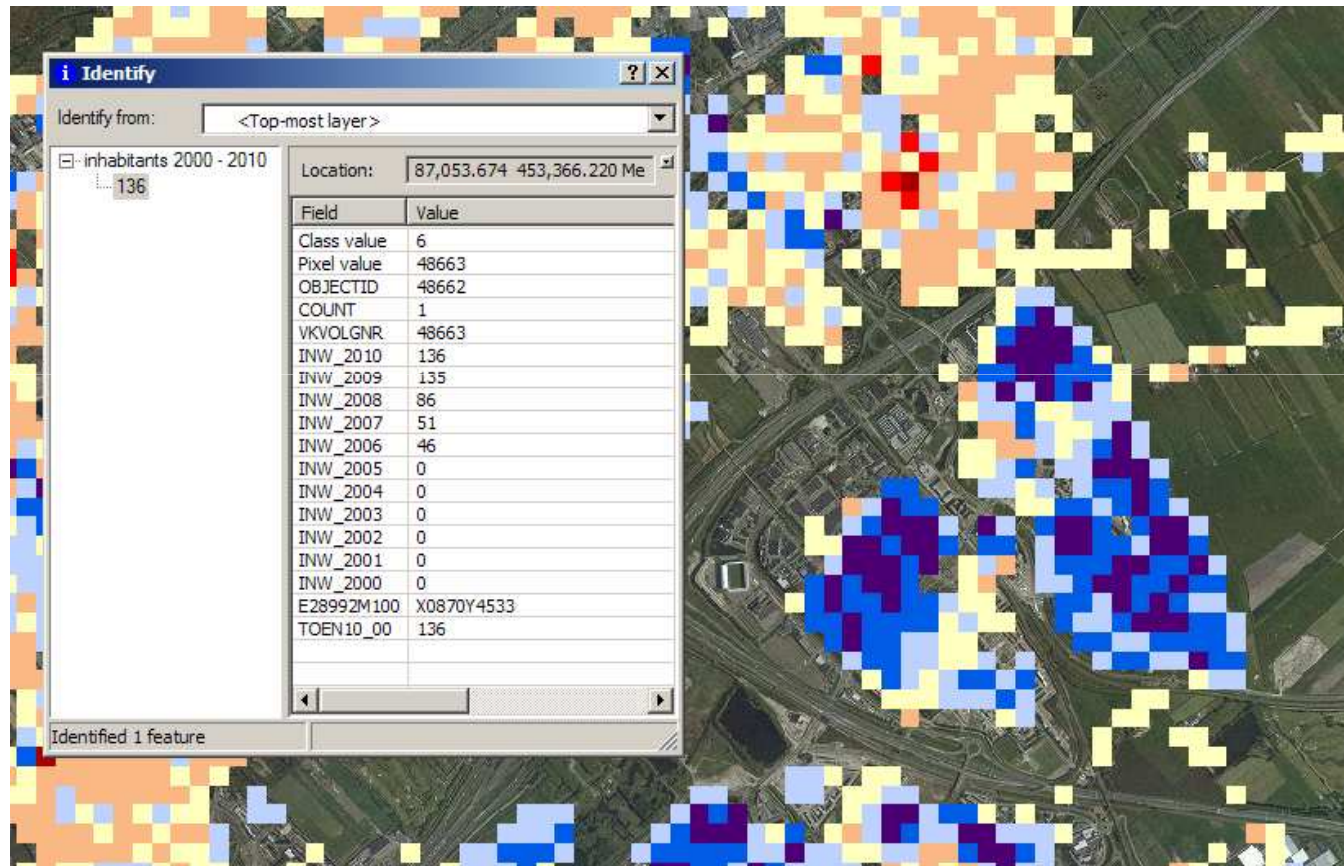 i Identify ? X
Identify from: <Top-most layer>
inhabitants 2000 - 2010
136
Location: 87,053.674 453,366.220 Me
Field Value
Class value 6
Pixel value 48663
OBJECTID 48662
COUNT 1
VKVOLGNR 48663
INW_2010 136
INW_2009 135
INW_2008 86
INW_2007 51
INW_2006 46
INW_2005 0
INW_2004 0
INW_2003 0
INW_2002 0
INW_2001 0
INW_2000 0
E28992M100 X0870Y4533
TOEN10_00 136
Identified 1 feature